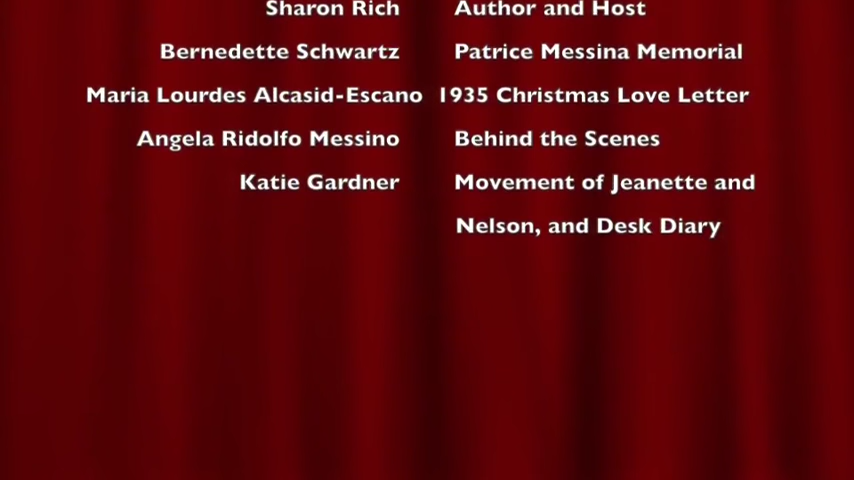 Sharon Rich Author and Host
Bernedette Schwartz Patrice Messina Memorial
Maria Lourdes Alcasid-Escano 1935 Christmas Love Letter
Angela Ridolfo Messino Behind the Scenes
Katie Gardner Movement of Jeanette and
Nelson, and Desk Diary